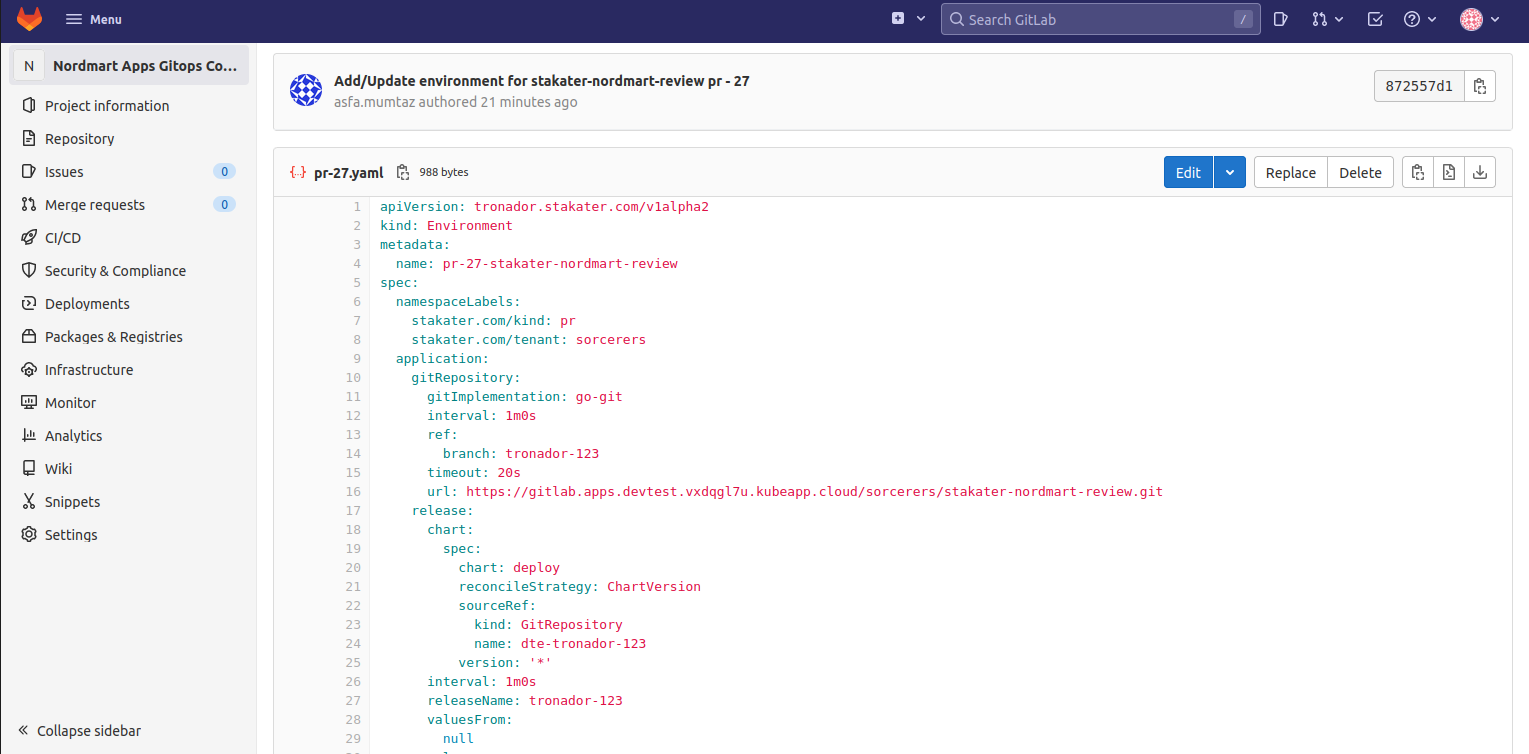 Menu
Search GitLab
/
N
Nordmart Apps Gitops Co...
Project information
Repository
Issues 0
Merge requests 0
CI/CD
Security & Compliance
Deployments
Packages & Registries
Infrastructure
Monitor
Analytics
Wiki
Snippets
Settings
Collapse sidebar
Add/Update environment for stakater-nordmart-review pr - 27
asfa.mumtaz authored 21 minutes ago
872557d1
pr-27.yaml 988 bytes
Edit
Replace
Delete
1 apiVersion: tronador.stakater.com/v1alpha2
2 kind: Environment
3 metadata:
4 name: pr-27-stakater-nordmart-review
5 spec:
6 namespaceLabels:
7 stakater.com/kind: pr
8 stakater.com/tenant: sorcerers
9 application:
10 gitRepository:
11 gitImplementation: go-git
12 interval: 1m0s
13 ref:
14 branch: tronador-123
15 timeout: 20s
16 url: https://gitlab.apps.devtest.vxdqgl7u.kubeapp.cloud/sorcerers/stakater-nordmart-review.git
17 release:
18 chart:
19 spec:
20 chart: deploy
21 reconcileStrategy: ChartVersion
22 sourceRef:
23 kind: GitRepository
24 name: dte-tronador-123
25 version: '*'
26 interval: 1m0s
27 releaseName: tronador-123
28 valuesFrom:
29 null